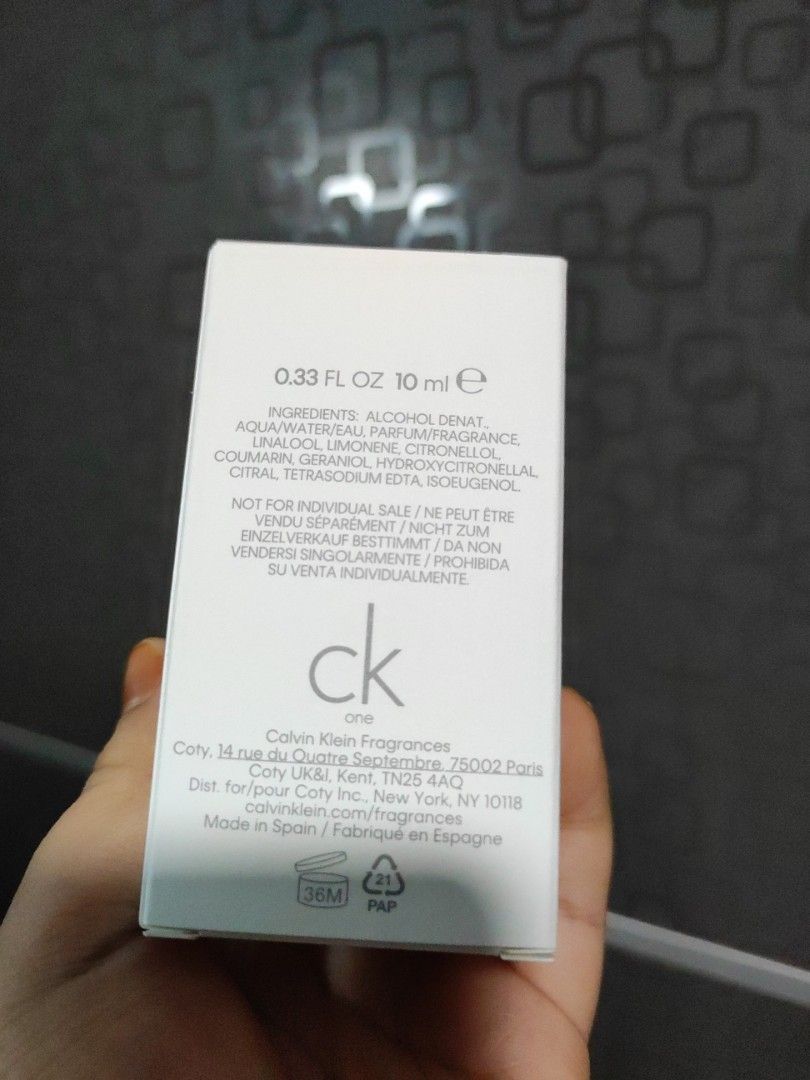 0.33 FL OZ 10 ml ℮
INGREDIENTS: ALCOHOL DENAT.,
AQUA/WATER/EAU, PARFUM/FRAGRANCE,
LINALOOL, LIMONENE, CITRONELLOL,
COUMARIN, GERANIOL, HYDROXYCITRONELLAL,
CITRAL, TETRASODIUM EDTA, ISOEUGENOL.
NOT FOR INDIVIDUAL SALE / NE PEUT ÊTRE
VENDU SÉPARÉMENT / NICHT ZUM
EINZELVERKAUF BESTTIMMT / DA NON
VENDERSI SINGOLARMENTE / PROHIBIDA
SU VENTA INDIVIDUALMENTE.
ck
one
Calvin Klein Fragrances
Coty, 14 rue du Quatre Septembre, 75002 Paris
Coty UK&I, Kent, TN25 4AQ
Dist. for/pour Coty Inc., New York, NY 10118
calvinklein.com/fragrances
Made in Spain / Fabriqué en Espagne
36M
21
PAP